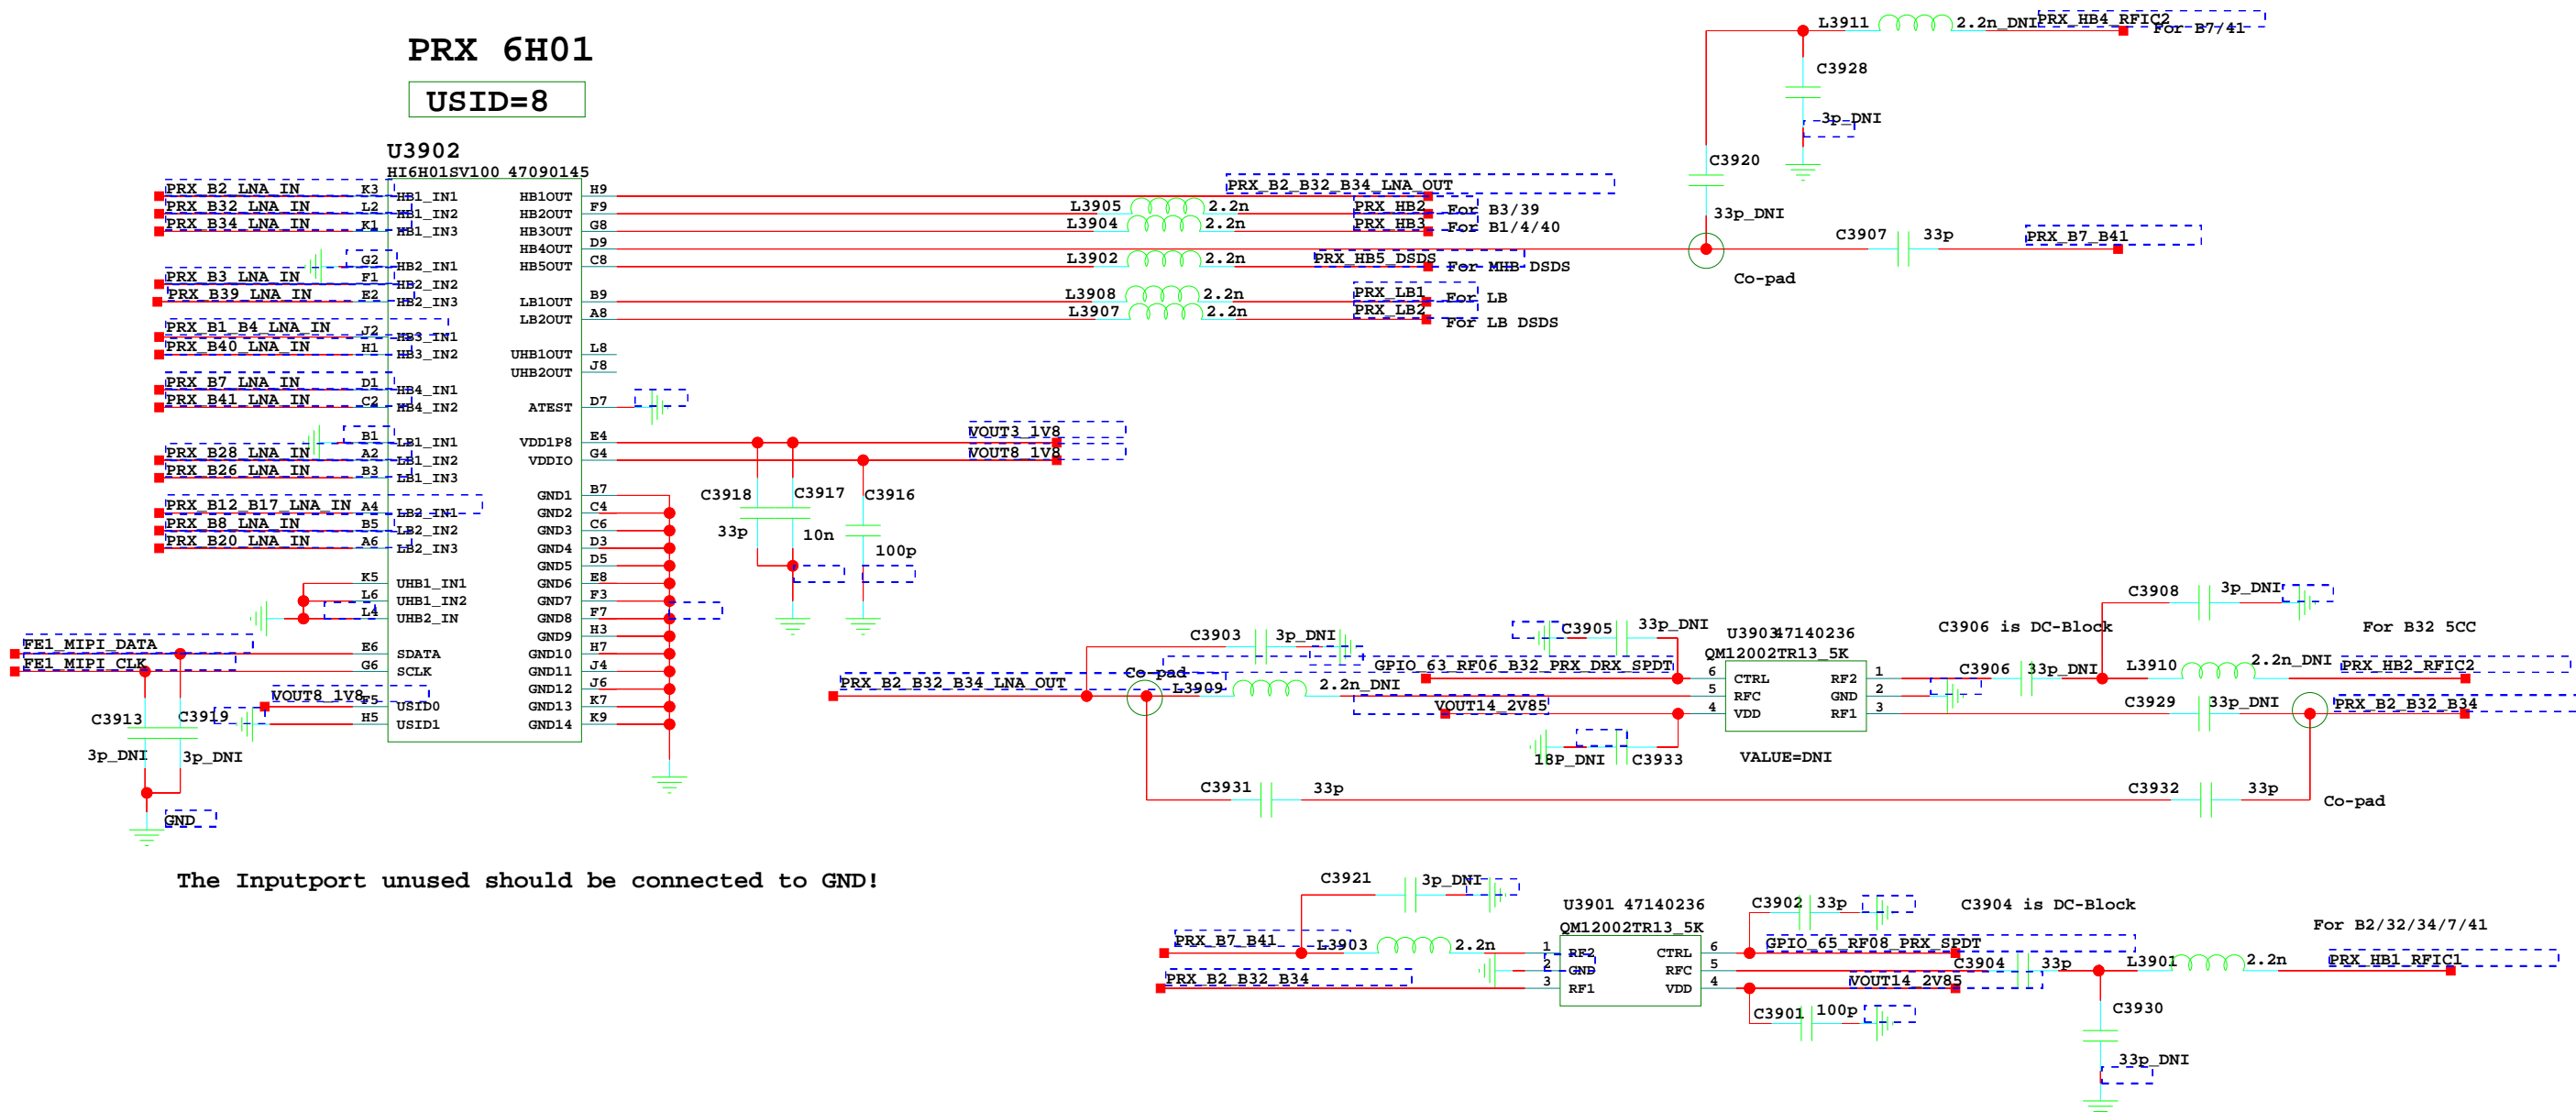 PRX 6H01
USID=8
U3902
HI6H01SV100 47090145
PRX_B2_LNA_IN K3 HB1_IN1
PRX_B32_LNA_IN L2 HB1_IN2
PRX_B34_LNA_IN K1 HB1_IN3
G2 HB2_IN1
PRX_B3_LNA_IN F1 HB2_IN2
PRX_B39_LNA_IN E2 HB2_IN3
PRX_B1_B4_LNA_IN J2 HB3_IN1
PRX_B40_LNA_IN H1 HB3_IN2
PRX_B7_LNA_IN D1 HB4_IN1
PRX_B41_LNA_IN C2 HB4_IN2
B1 LB1_IN1
PRX_B28_LNA_IN A2 LB1_IN2
PRX_B26_LNA_IN B3 LB1_IN3
PRX_B12_B17_LNA_IN A4 LB2_IN1
PRX_B8_LNA_IN B5 LB2_IN2
PRX_B20_LNA_IN A6 LB2_IN3
K5 UHB1_IN1
L6 UHB1_IN2
L4 UHB2_IN
FE1_MIPI_DATA E6 SDATA
FE1_MIPI_CLK G6 SCLK
VOUT8_1V8 F5 USID0
H5 USID1
C3913 3p_DNI
C3919 3p_DNI
GND
HB1OUT H9 PRX_B2_B32_B34_LNA_OUT
HB2OUT F9 L3905 2.2n PRX_HB2 For B3/39
HB3OUT G8 L3904 2.2n PRX_HB3 For B1/4/40
HB4OUT D9
HB5OUT C8 L3902 2.2n PRX_HB5_DSDS For MHB DSDS
LB1OUT B9 L3908 2.2n PRX_LB1 For LB
LB2OUT A8 L3907 2.2n PRX_LB2 For LB DSDS
UHB1OUT L8
UHB2OUT J8
ATEST D7
VDD1P8 E4 VOUT3_1V8
VDDIO G4 VOUT8_1V8
GND1 B7
GND2 C4
GND3 C6
GND4 D3
GND5 D5
GND6 E8
GND7 F3
GND8 F7
GND9 H3
GND10 H7
GND11 J4
GND12 J6
GND13 K7
GND14 K9
C3918 33p
C3917 10n
C3916 100p
L3911 2.2n_DNI PRX_HB4_RFIC2 For B7/41
C3928
3p_DNI
C3920
33p_DNI
C3907 33p PRX_B7_B41
Co-pad
C3903 3p_DNI
Co-pad
PRX_B2_B32_B34_LNA_OUT L3909 2.2n_DNI
C3905 33p_DNI
GPIO_63_RF06_B32_PRX_DRX_SPDT
VOUT14_2V85
18P_DNI C3933
U3903 47140236
QM12002TR13_5K
6 CTRL RF2 1
5 RFC GND 2
4 VDD RF1 3
VALUE=DNI
C3906 is DC-Block
C3906 33p_DNI
C3908 3p_DNI
For B32 5CC
L3910 2.2n_DNI PRX_HB2_RFIC2
C3929 33p_DNI PRX_B2_B32_B34
C3931 33p
C3932 33p
Co-pad
The Inputport unused should be connected to GND!
C3921 3p_DNI
PRX_B7_B41 L3903 2.2n
PRX_B2_B32_B34
U3901 47140236
QM12002TR13_5K
1 RF2 CTRL 6
2 GND RFC 5
3 RF1 VDD 4
C3902 33p
GPIO_65_RF08_PRX_SPDT
C3904 is DC-Block
C3904 33p
VOUT14_2V85
C3901 100p
For B2/32/34/7/41
L3901 2.2n PRX_HB1_RFIC1
C3930
33p_DNI